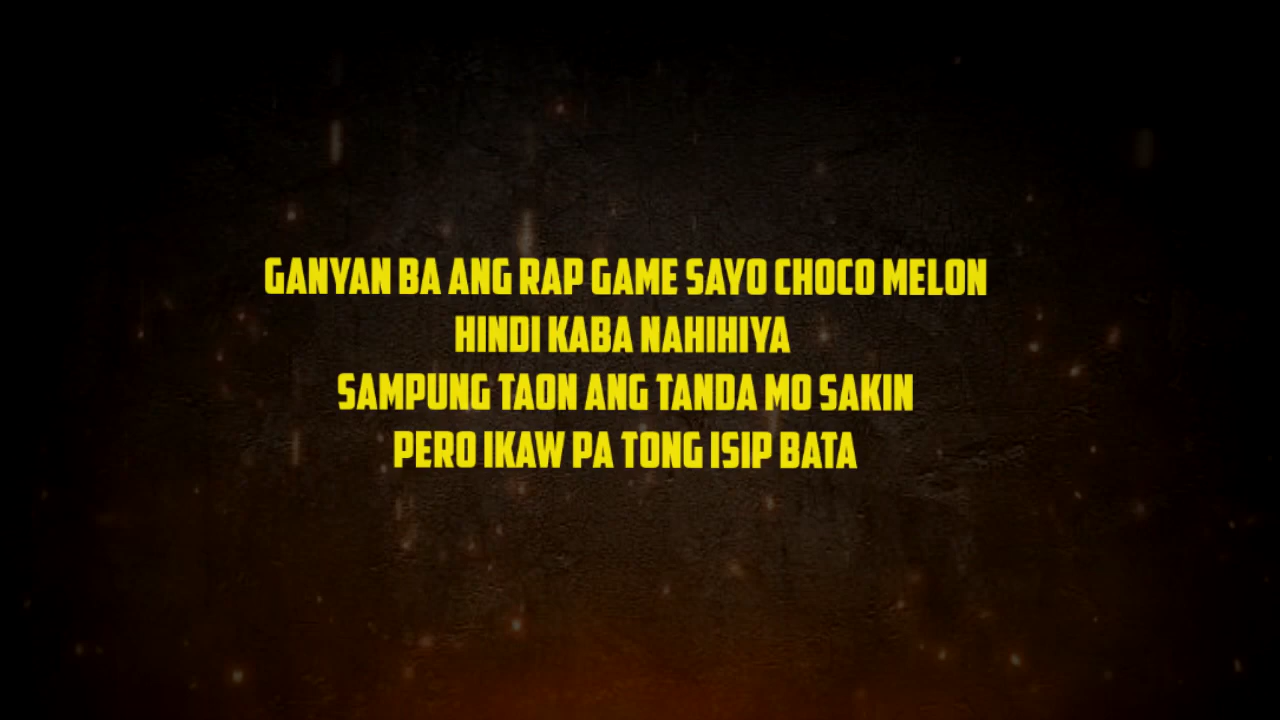 GANYAN BA ANG RAP GAME SAYO CHOCO MELON
HINDI KABA NAHIHIYA
SAMPUNG TAON ANG TANDA MO SAKIN
PERO IKAW PA TONG ISIP BATA